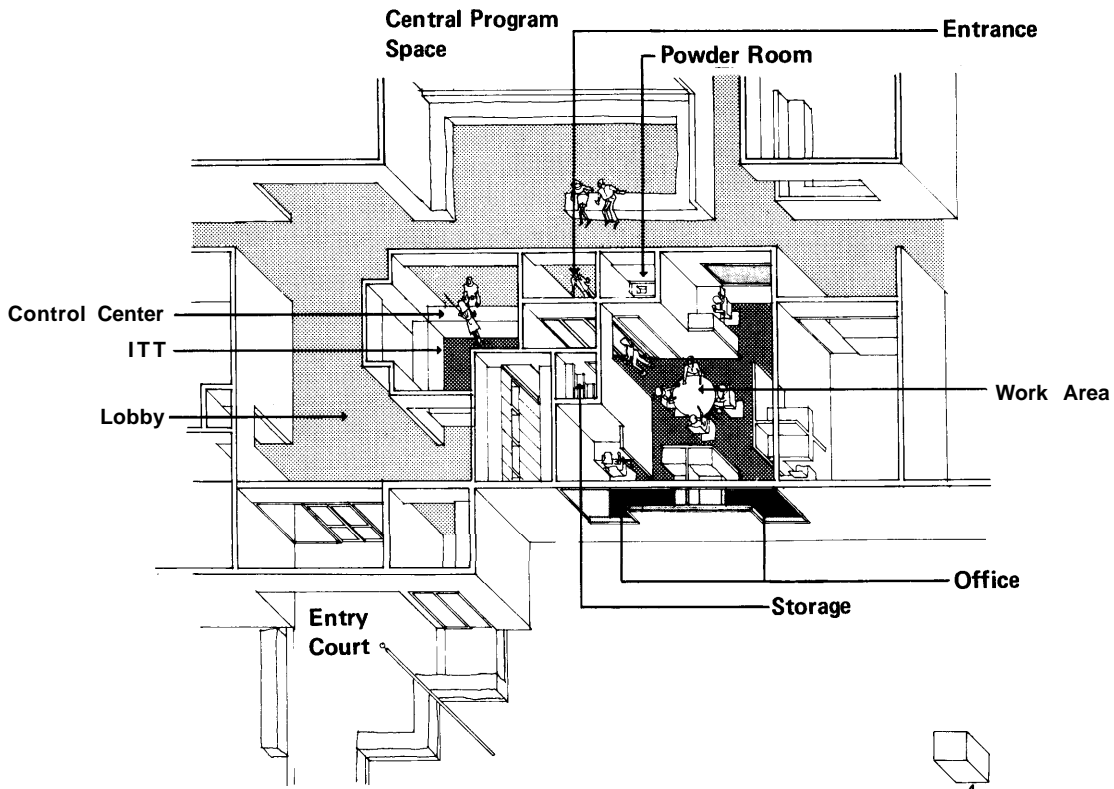 Central Program
Space
Entrance
Powder Room
Control Center
ITT
Lobby
Work Area
Office
Storage
Entry
Court